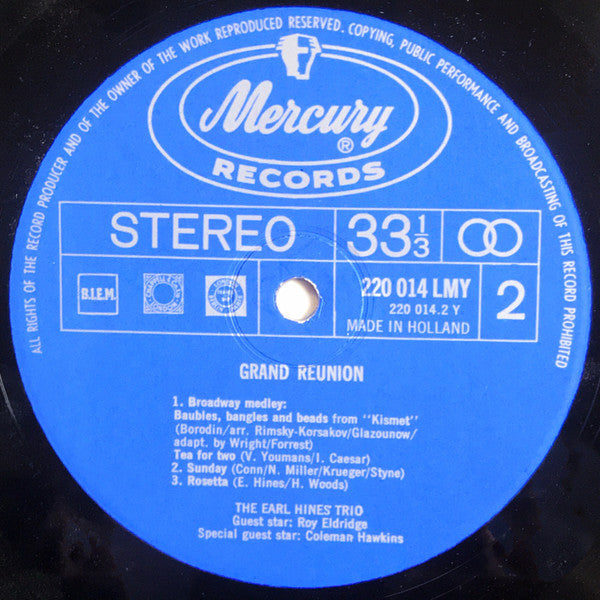 ALL RIGHTS OF THE RECORD PRODUCER AND OF THE OWNER OF THE WORK REPRODUCED RESERVED. COPYING, PUBLIC PERFORMANCE AND BROADCASTING OF THIS RECORD PROHIBITED
Mercury
®
RECORDS
STEREO
33⅓
B.I.E.M.
220 014 LMY
220 014.2 Y
MADE IN HOLLAND
2
GRAND REUNION
1. Broadway medley:
Baubles, bangles and beads from "Kismet"
(Borodin/arr. Rimsky-Korsakov/Glazounow/
adapt. by Wright/Forrest)
Tea for two (V. Youmans/I. Caesar)
2. Sunday (Conn/N. Miller/Krueger/Styne)
3. Rosetta (E. Hines/H. Woods)
THE EARL HINES TRIO
Guest star: Roy Eldridge
Special guest star: Coleman Hawkins